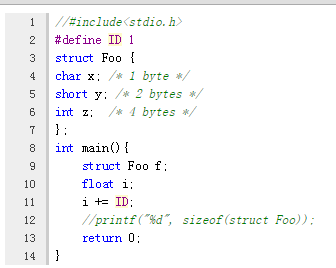 1 //#include<stdio.h>
2 #define ID 1
3 struct Foo {
4 char x; /* 1 byte */
5 short y; /* 2 bytes */
6 int z;  /* 4 bytes */
7 };
8 int main(){
9     struct Foo f;
10     float i;
11     i += ID;
12     //printf("%d", sizeof(struct Foo));
13     return 0;
14 }